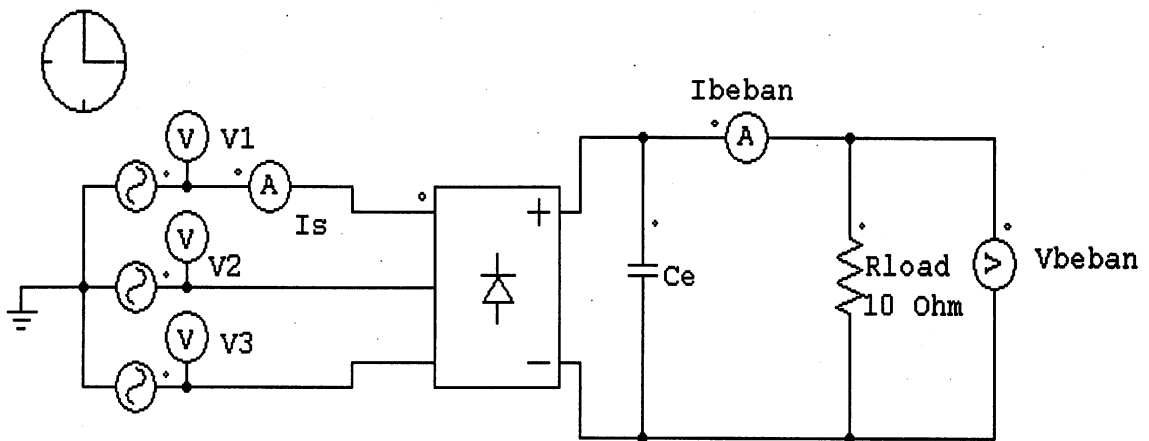 Ibeban
A
V
V1
A
Is
V
V2
V
V3
+
−
Ce
Rload
10 Ohm
V
Vbeban